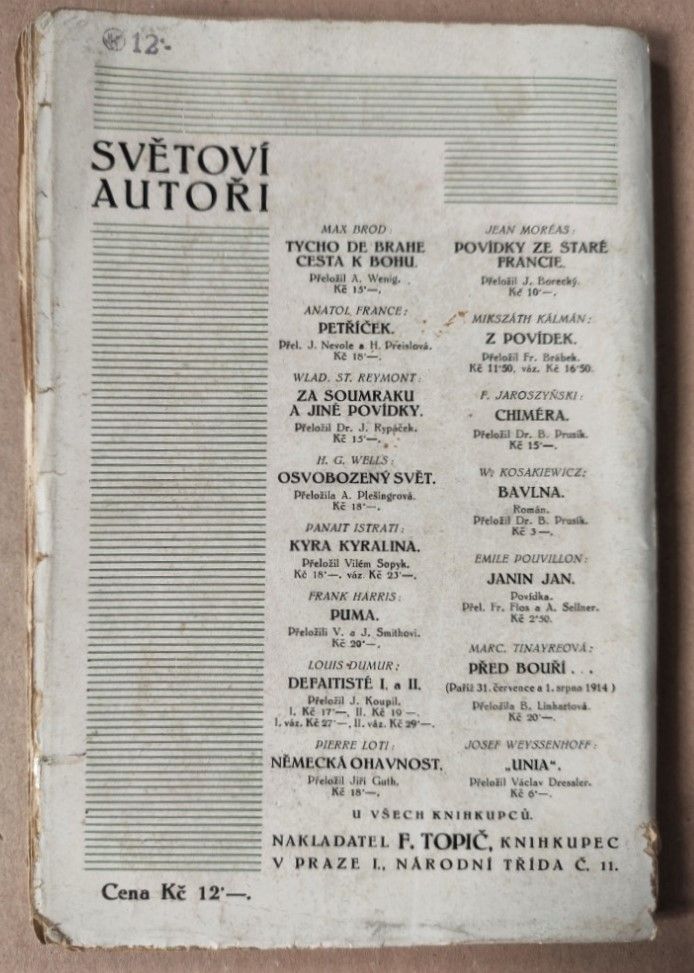 12·-
SVĚTOVÍ
AUTOŘI
MAX BROD:
TYCHO DE BRAHE
CESTA K BOHU.
Přeložil A. Wenig.
Kč 15·—.
ANATOL FRANCE:
PETŘÍČEK.
Přel. J. Nevole a H. Preislová.
Kč 18·—.
WLAD. ST. REYMONT:
ZA SOUMRAKU
A JINÉ POVÍDKY.
Přeložil Dr. J. Rypáček.
Kč 15·—.
H. G. WELLS:
OSVOBOZENÝ SVĚT.
Přeložila A. Plešingrová.
Kč 18·—.
PANAIT ISTRATI:
KYRA KYRALINA.
Přeložil Vilém Sopyk.
Kč 18·—, váz. Kč 23·—.
FRANK HARRIS:
PUMA.
Přeložili V. a J. Smithovi.
Kč 20·—.
LOUIS DUMUR:
DEFAITISTÉ I. a II.
Přeložil J. Koupil.
I. Kč 17·—, II. Kč 19—.
I. váz. Kč 27·—, II. váz. Kč 29·—.
PIERRE LOTI:
NĚMECKÁ OHAVNOST.
Přeložil Jiří Guth.
Kč 18·—.
JEAN MORÉAS:
POVÍDKY ZE STARÉ
FRANCIE.
Přeložil J. Borecký.
Kč 10·—.
MIKSZÁTH KÁLMÁN:
Z POVÍDEK.
Přeložil Fr. Brábek.
Kč 11·50, váz. Kč 16·50.
F. JAROSZYŃSKI:
CHIMÉRA.
Přeložil Dr. B. Prusík.
Kč 15·—.
W. KOSAKIEWICZ:
BAVLNA.
Román.
Přeložil Dr. B. Prusík.
Kč 3·—.
EMILE POUVILLON:
JANIN JAN.
Povídka.
Přel. Fr. Flos a A. Sellner.
Kč 2·50.
MARC. TINAYREOVÁ:
PŘED BOUŘÍ . . .
(Paříž 31. července a 1. srpna 1914)
Přeložila B. Linhartová.
Kč 20·—.
JOSEF WEYSSENHOFF:
„UNIA“.
Přeložil Václav Dressler.
Kč 6·—.
U VŠECH KNIHKUPCŮ.
NAKLADATEL F. TOPIČ, KNIHKUPEC
V PRAZE I., NÁRODNÍ TŘÍDA Č. 11.
Cena Kč 12·—.